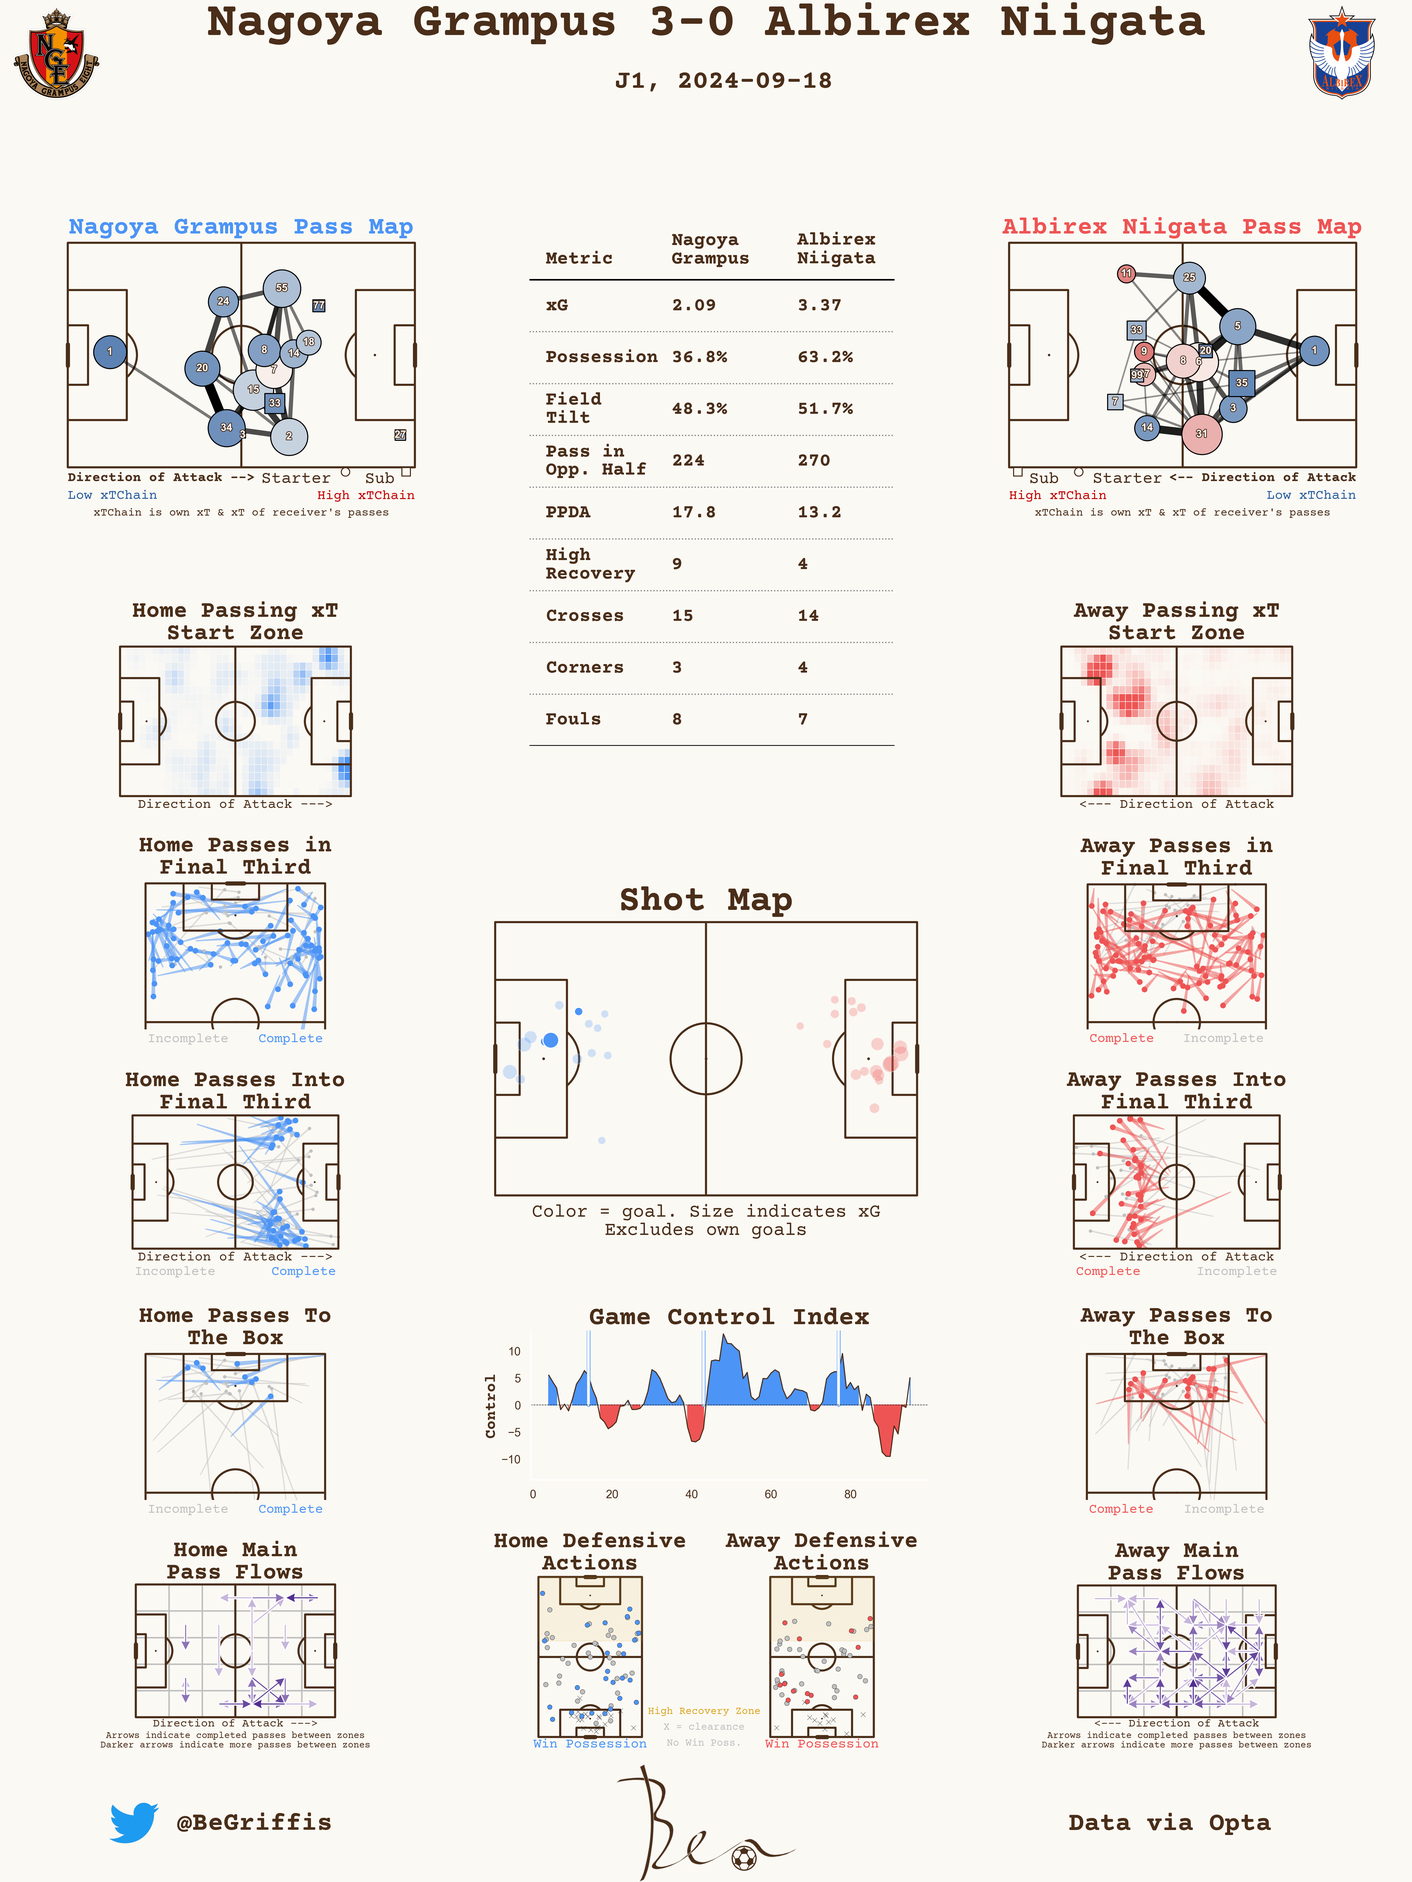 Nagoya Grampus 3-0 Albirex Niigata
J1, 2024-09-18
NAGOYA GRAMPUS EIGHT
ALBIREX
Nagoya Grampus Pass Map
1
24
55
77
20
8
14
18
7
15
33
34
3
2
27
Direction of Attack --> Starter Sub
Low xTChain High xTChain
xTChain is own xT & xT of receiver's passes
Metric Nagoya Grampus Albirex Niigata
xG 2.09 3.37
Possession 36.8% 63.2%
Field Tilt 48.3% 51.7%
Pass in Opp. Half 224 270
PPDA 17.8 13.2
High Recovery 9 4
Crosses 15 14
Corners 3 4
Fouls 8 7
Albirex Niigata Pass Map
11
25
33
5
9
8
6
20
1
99
7
35
7
3
14
31
Sub Starter <-- Direction of Attack
High xTChain Low xTChain
xTChain is own xT & xT of receiver's passes
Home Passing xT
Start Zone
Direction of Attack --->
Away Passing xT
Start Zone
<--- Direction of Attack
Home Passes in
Final Third
Incomplete Complete
Away Passes in
Final Third
Complete Incomplete
Shot Map
Color = goal. Size indicates xG
Excludes own goals
Home Passes Into
Final Third
Direction of Attack --->
Incomplete Complete
Away Passes Into
Final Third
<--- Direction of Attack
Complete Incomplete
Home Passes To
The Box
Incomplete Complete
Game Control Index
Control
10
5
0
−5
−10
0 20 40 60 80
Away Passes To
The Box
Complete Incomplete
Home Main
Pass Flows
Direction of Attack --->
Arrows indicate completed passes between zones
Darker arrows indicate more passes between zones
Home Defensive
Actions
Win Possession
High Recovery Zone
X = clearance
No Win Poss.
Away Defensive
Actions
Win Possession
Away Main
Pass Flows
<--- Direction of Attack
Arrows indicate completed passes between zones
Darker arrows indicate more passes between zones
@BeGriffis
Ben
Data via Opta